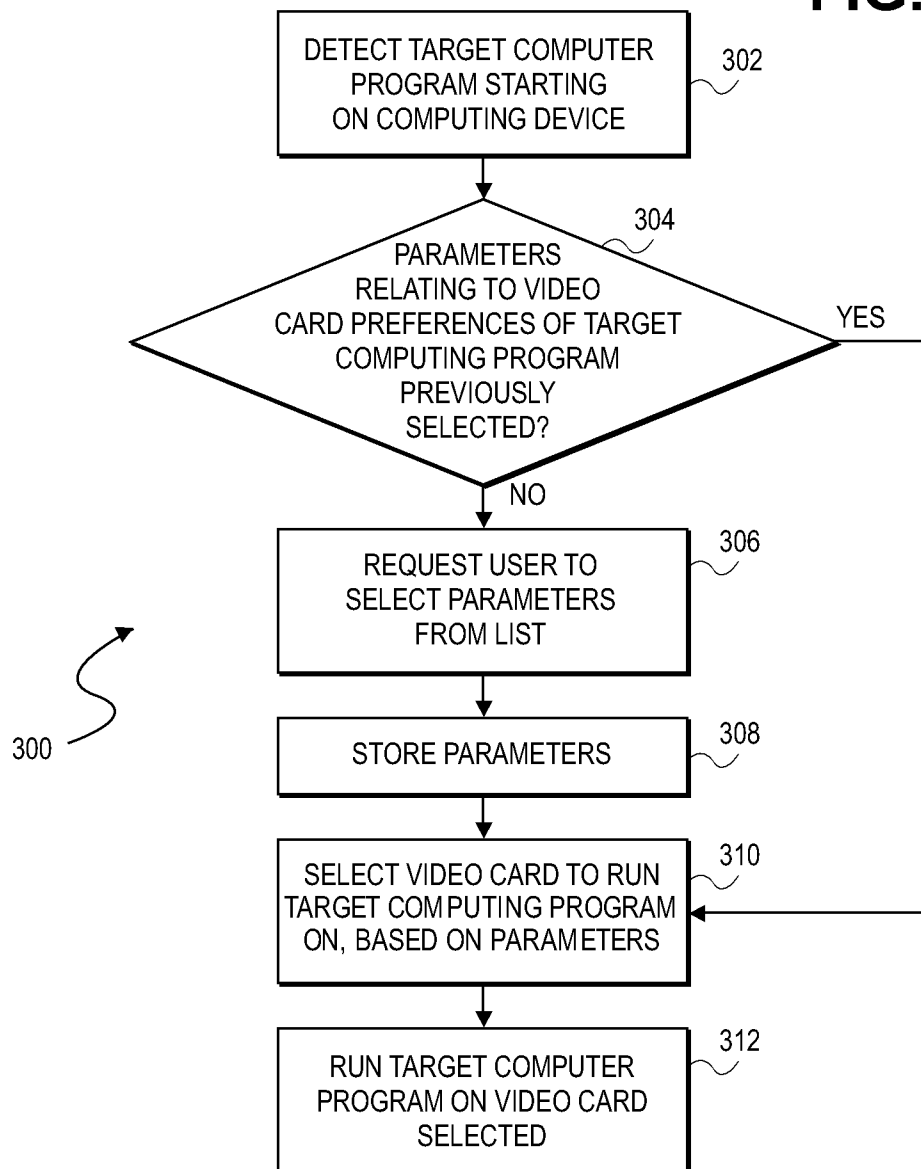 FIG.
DETECT TARGET COMPUTER
PROGRAM STARTING
ON COMPUTING DEVICE
302
304
PARAMETERS
RELATING TO VIDEO
CARD PREFERENCES OF TARGET
COMPUTING PROGRAM
PREVIOUSLY
SELECTED?
YES
NO
REQUEST USER TO
SELECT PARAMETERS
FROM LIST
306
300
STORE PARAMETERS
308
SELECT VIDEO CARD TO RUN
TARGET COMPUTING PROGRAM
ON, BASED ON PARAMETERS
310
RUN TARGET COMPUTER
PROGRAM ON VIDEO CARD
SELECTED
312